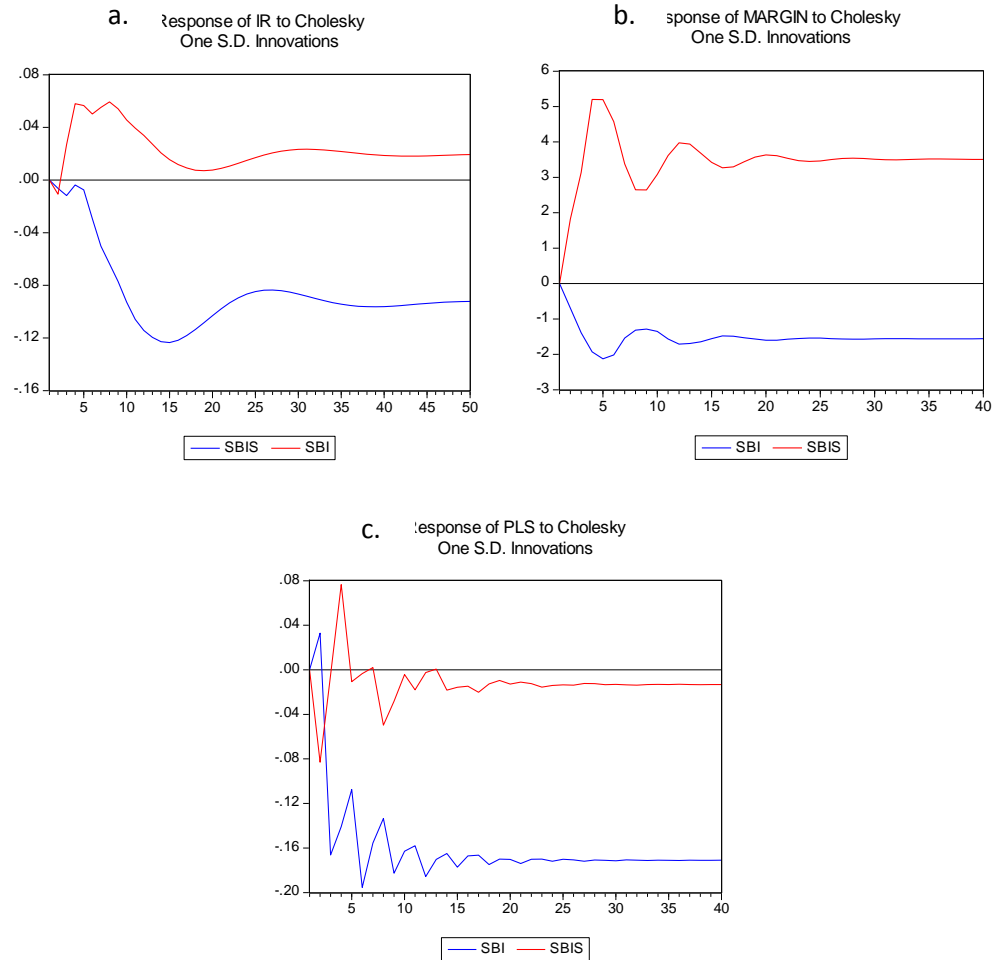 a.
Response of IR to Cholesky
One S.D. Innovations
.08
.04
.00
-.04
-.08
-.12
-.16
5 10 15 20 25 30 35 40 45 50
SBIS SBI
b.
sponse of MARGIN to Cholesky
One S.D. Innovations
6
5
4
3
2
1
0
-1
-2
-3
5 10 15 20 25 30 35 40
SBI SBIS
c.
Response of PLS to Cholesky
One S.D. Innovations
.08
.04
.00
-.04
-.08
-.12
-.16
-.20
5 10 15 20 25 30 35 40
SBI SBIS